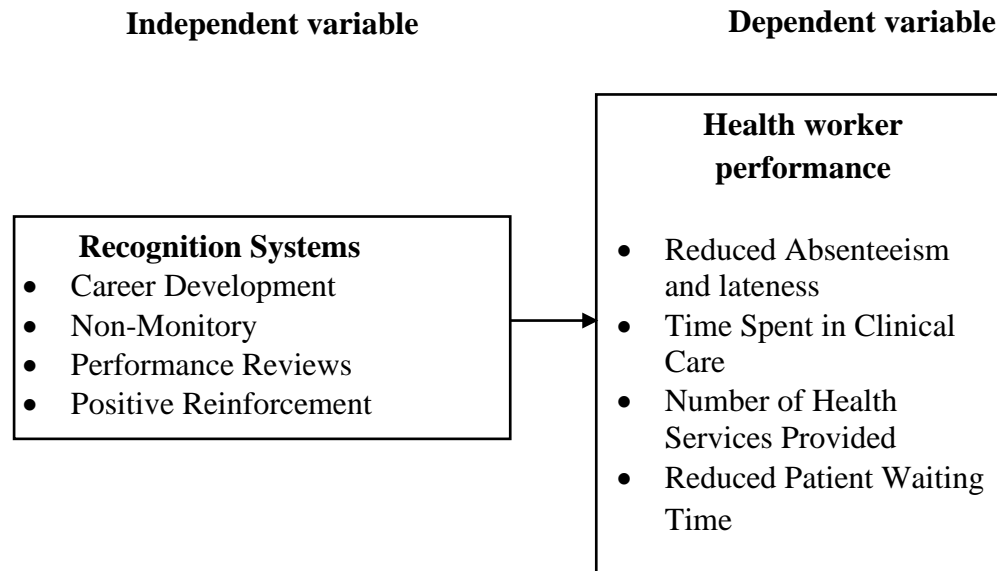 Independent variable
Dependent variable
Recognition Systems
• Career Development
• Non-Monitory
• Performance Reviews
• Positive Reinforcement
Health worker
performance
• Reduced Absenteeism
and lateness
• Time Spent in Clinical
Care
• Number of Health
Services Provided
• Reduced Patient Waiting
Time